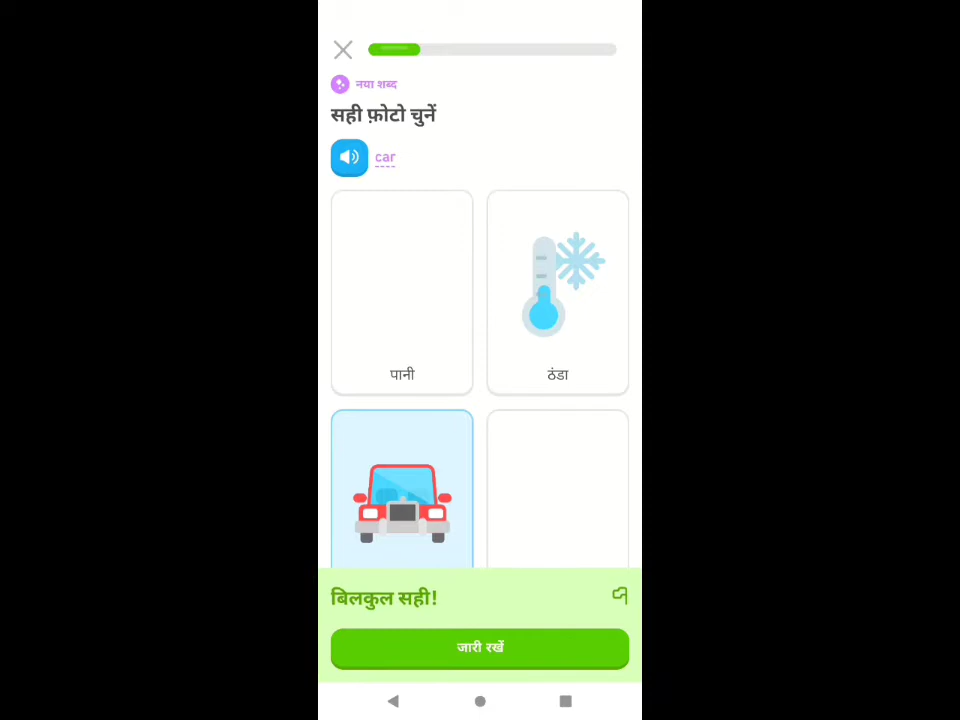 नया शब्द
सही फ़ोटो चुनें
car
पानी
ठंडा
बिलकुल सही!
जारी रखें